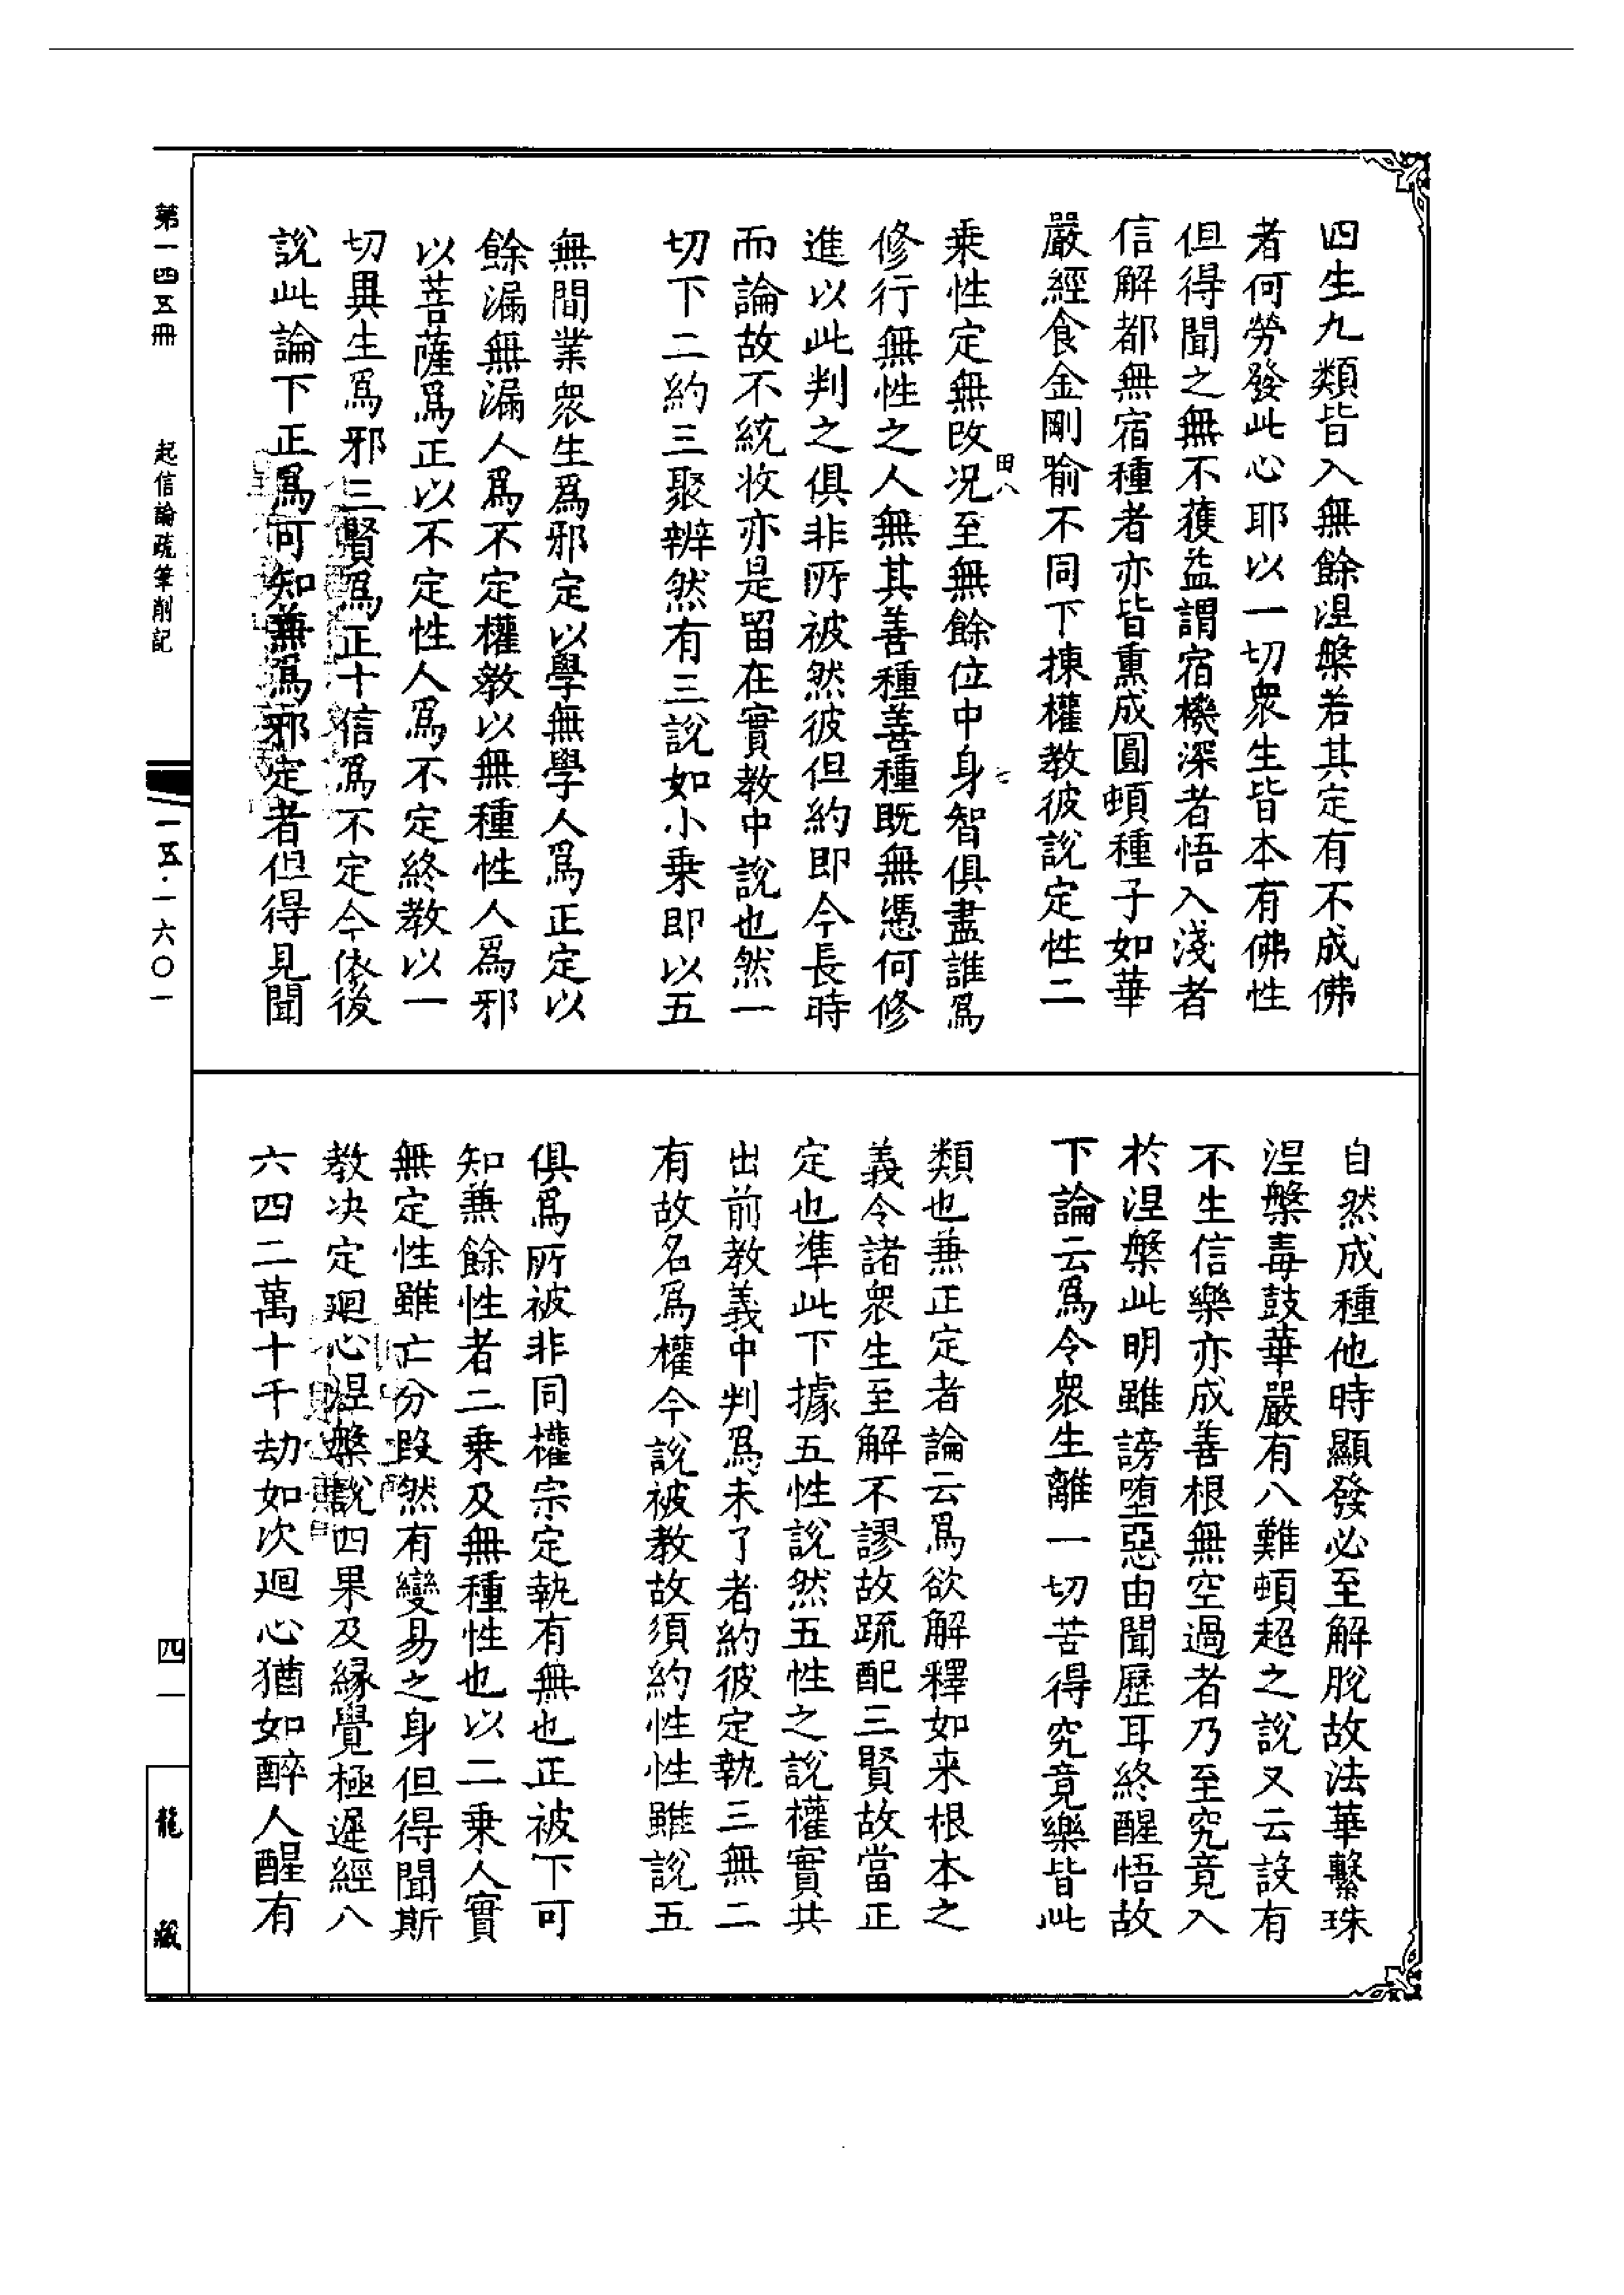 四生九類皆入無餘涅槃若其定有不成佛
者何勞發此心耶以一切衆生皆本有佛性
但得聞之無不獲益謂宿機深者悟入淺者
信解都無宿種者亦皆熏成圓頓種子如華
嚴經食金剛喻不同下揀權教彼說定性二
田八
七
乘性定無改况至無餘位中身智俱盡誰爲
修行無性之人無其善種善種既無憑何修
進以此判之俱非所被然彼但約即今長時
而論故不統收亦是留在實教中說也然一
切下二約三聚辨然有三說如小乘即以五
無間業衆生爲邪定以學無學人爲正定以
餘漏無漏人爲不定權教以無種性人爲邪
以菩薩爲正以不定性人爲不定終教以一
切異生爲邪三賢爲正十信爲不定今依後
說此論下正爲可知兼爲邪定者但得見聞
自然成種他時顯發必至解脫故法華繫珠
涅槃毒鼓華嚴有八難頓超之說又云設有
不生信樂亦成善根無空過者乃至究竟入
於涅槃此明雖謗墮惡由聞歷耳終醒悟故
下論云爲令衆生離一切苦得究竟樂皆此
類也兼正定者論云爲欲解釋如来根本之
義令諸衆生至解不謬故疏配三賢故當正
定也準此下據五性說然五性之說權實共
出前教義中判爲未了者約彼定執三無二
有故名爲權今說被教故須約性性雖說五
俱爲所被非同權宗定執有無也正被下可
知兼餘性者二乘及無種性也以二乘人實
無定性雖亡分段然有變易之身但得聞斯
教决定廻心涅槃說四果及緣覺極遲經八
六四二萬十千劫如次廻心猶如醉人醒有
第一四五冊
起信論疏筆削記
一五·一六〇一
四一
龍藏